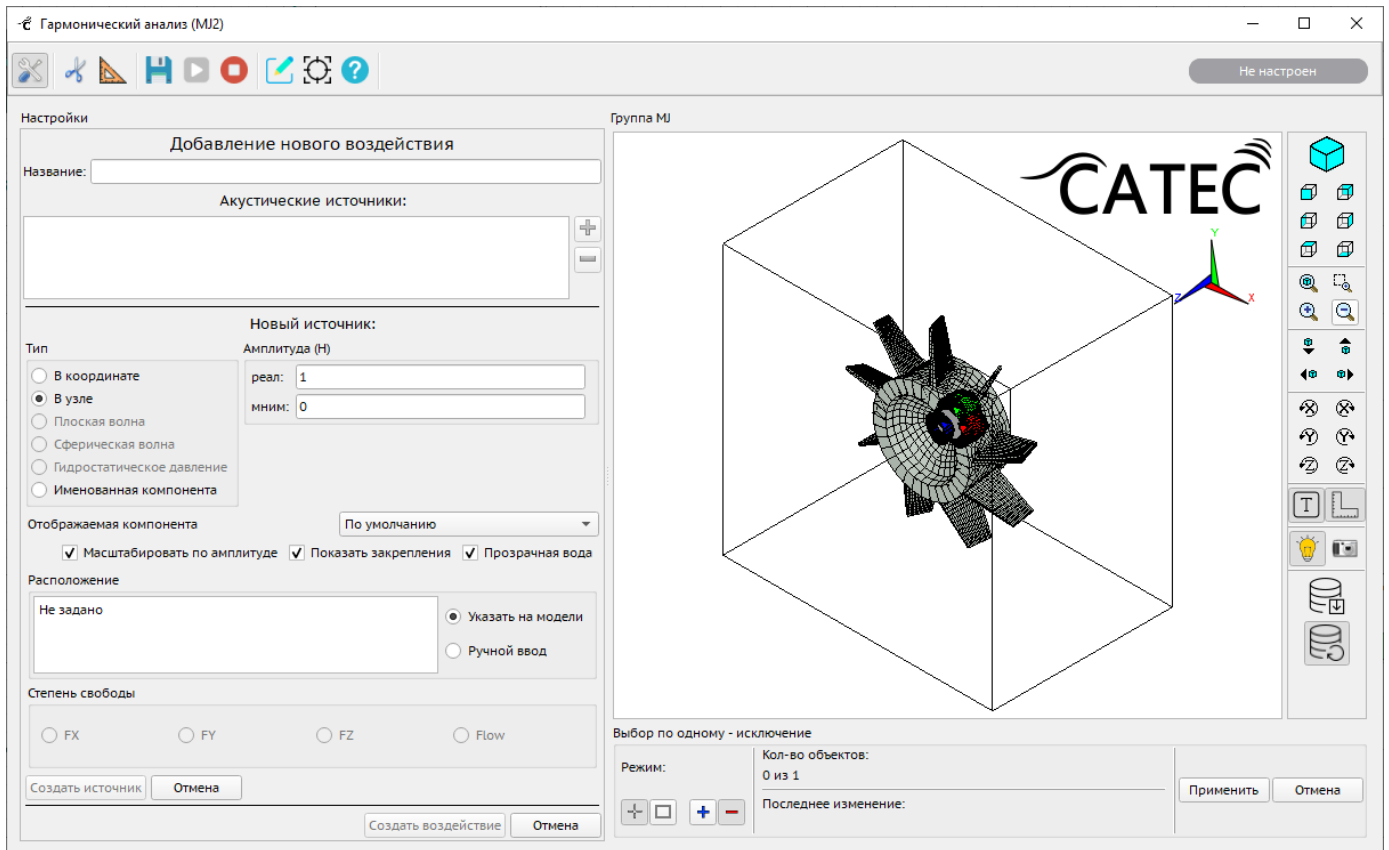 Гармонический анализ (MJ2)
Не настроен
Настройки
Добавление нового воздействия
Название:
Акустические источники:
Новый источник:
Тип
В координате
В узле
Плоская волна
Сферическая волна
Гидростатическое давление
Именованная компонента
Амплитуда (Н)
реал: 1
мним: 0
Отображаемая компонента По умолчанию
Масштабировать по амплитуде Показать закрепления Прозрачная вода
Расположение
Не задано
Указать на модели
Ручной ввод
Степень свободы
FX FY FZ Flow
Создать источник Отмена
Создать воздействие Отмена
Группа MJ
CATEC
Y
Z
X
X X
Y Y
Z Z
T
Выбор по одному - исключение
Режим:
Кол-во объектов:
0 из 1
Последнее изменение:
Применить Отмена